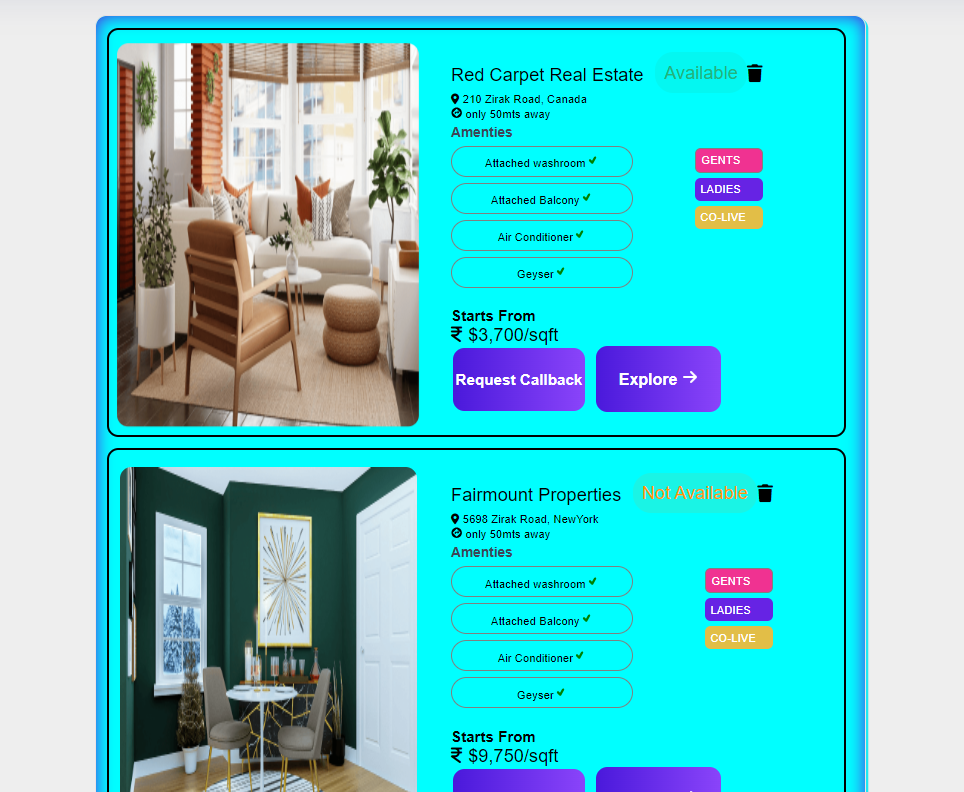 Red Carpet Real Estate Available
210 Zirak Road, Canada
only 50mts away
Amenties
Attached washroom ✔
Attached Balcony ✔
Air Conditioner ✔
Geyser ✔
GENTS
LADIES
CO-LIVE
Starts From
₹ $3,700/sqft
Request Callback Explore →
Fairmount Properties Not Available
5698 Zirak Road, NewYork
only 50mts away
Amenties
Attached washroom ✔
Attached Balcony ✔
Air Conditioner ✔
Geyser ✔
GENTS
LADIES
CO-LIVE
Starts From
₹ $9,750/sqft